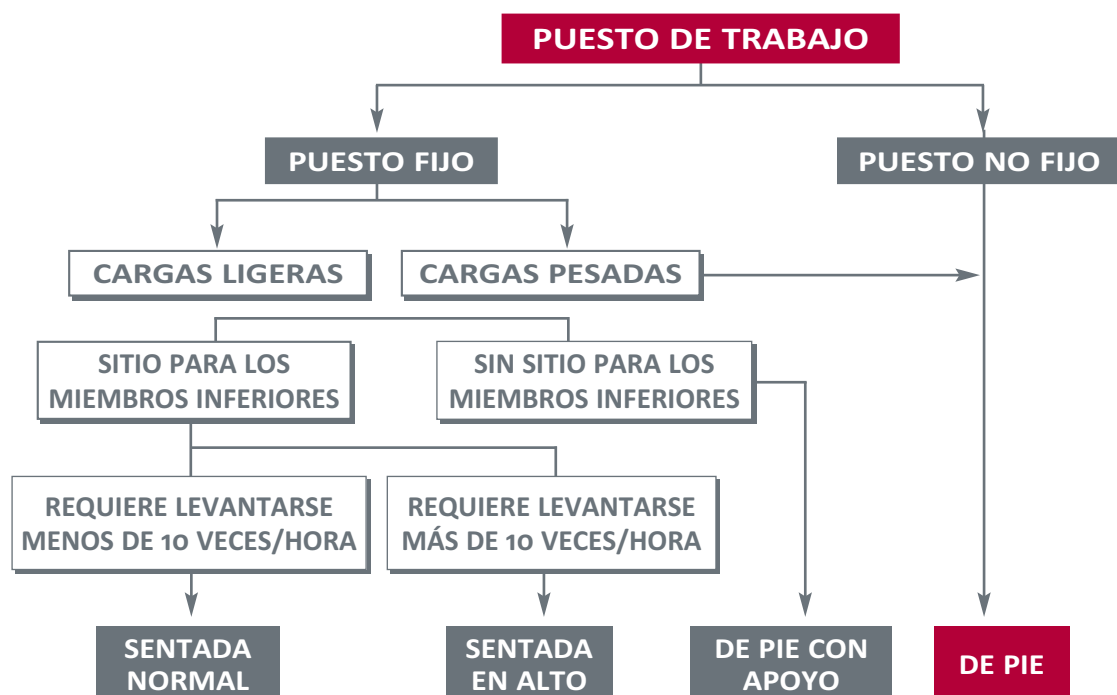 PUESTO DE TRABAJO
PUESTO FIJO
PUESTO NO FIJO
CARGAS LIGERAS
CARGAS PESADAS
SITIO PARA LOS
MIEMBROS INFERIORES
SIN SITIO PARA LOS
MIEMBROS INFERIORES
REQUIERE LEVANTARSE
MENOS DE 10 VECES/HORA
REQUIERE LEVANTARSE
MÁS DE 10 VECES/HORA
SENTADA
NORMAL
SENTADA
EN ALTO
DE PIE CON
APOYO
DE PIE